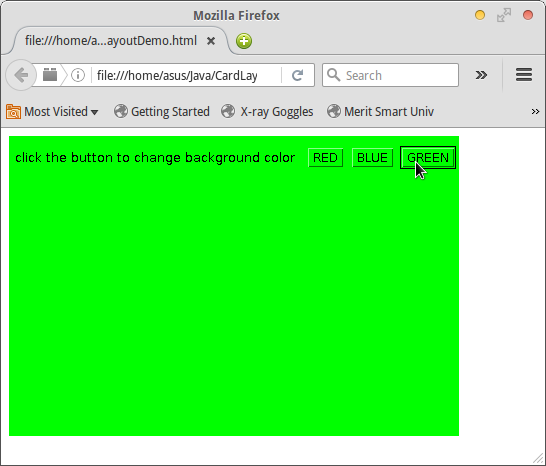 Mozilla Firefox
file:///home/a...ayoutDemo.html
file:///home/asus/Java/CardLay
Search
Most Visited
Getting Started
X-ray Goggles
Merit Smart Univ
click the button to change background color
RED
BLUE
GREEN